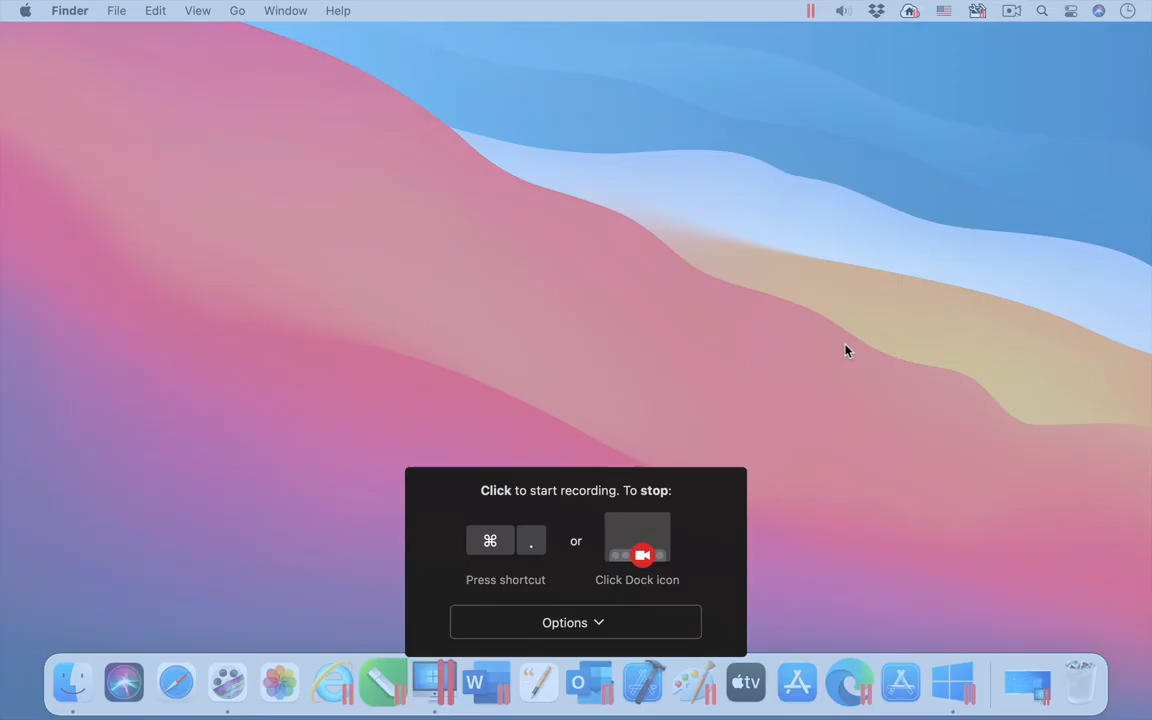 Finder File Edit View Go Window Help
Click to start recording. To stop:
⌘ . or
Press shortcut Click Dock icon
Options
W O tv